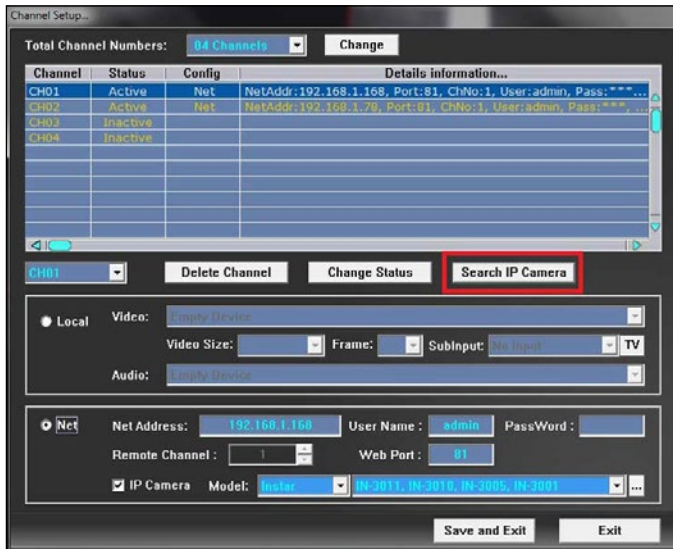 Channel Setup...
Total Channel Numbers: 04 Channels Change
Channel Status Config Details information...
CH01 Active Net NetAddr:192.168.1.168, Port:81, ChNo:1, User:admin, Pass:***...
CH02 Active Net NetAddr:192.168.1.78, Port:81, ChNo:1, User:admin, Pass:***, ...
CH03 Inactive
CH04 Inactive
CH01 Delete Channel Change Status Search IP Camera
Local Video: Empty Device
Video Size: Frame: SubInput: No Input TV
Audio: Empty Device
Net Net Address: 192.168.1.168 User Name : admin PassWord :
Remote Channel : 1 Web Port : 81
IP Camera Model: Instar IN-3011, IN-3010, IN-3005, IN-3001 ...
Save and Exit Exit